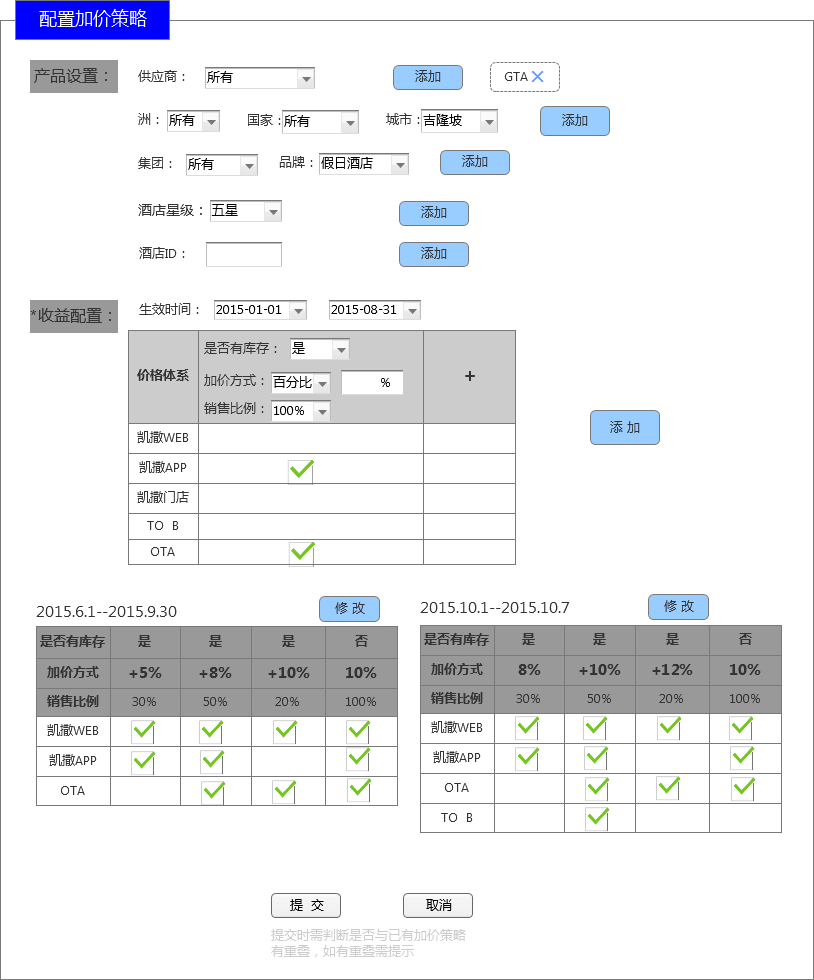 配置加价策略
产品设置： 供应商： 所有 添加 GTA
洲： 所有 国家： 所有 城市： 吉隆坡 添加
集团： 所有 品牌： 假日酒店 添加
酒店星级： 五星 添加
酒店ID： 添加
*收益配置： 生效时间： 2015-01-01 2015-08-31
价格体系 是否有库存： 是 +
加价方式： 百分比 %
销售比例： 100%
添 加
凯撒WEB
凯撒APP
凯撒门店
TO B
OTA
2015.6.1--2015.9.30 修 改
是否有库存 是 是 是 否
加价方式 +5% +8% +10% 10%
销售比例 30% 50% 20% 100%
凯撒WEB
凯撒APP
OTA
2015.10.1--2015.10.7 修 改
是否有库存 是 是 是 否
加价方式 8% +10% +12% 10%
销售比例 30% 50% 20% 100%
凯撒WEB
凯撒APP
OTA
TO B
提 交 取消
提交时需判断是否与已有加价策略
有重叠，如有重叠需提示